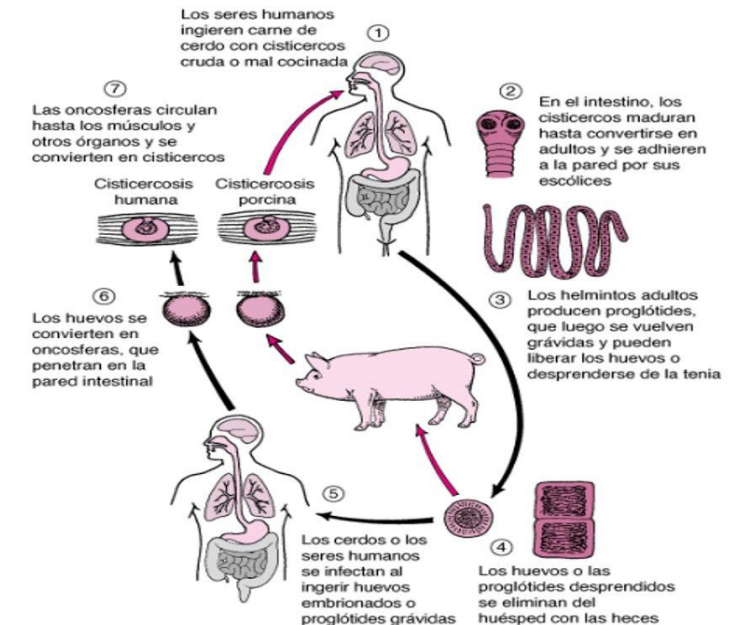 Los seres humanos
ingieren carne de
cerdo con cisticercos
cruda o mal cocinada
1
2
En el intestino, los
cisticercos maduran
hasta convertirse en
adultos y se adhieren
a la pared por sus
escólices
3
Los helmintos adultos
producen proglótides,
que luego se vuelven
grávidas y pueden
liberar los huevos o
desprenderse de la tenia
4
Los huevos o las
proglótides desprendidos
se eliminan del
huésped con las heces
5
Los cerdos o los
seres humanos
se infectan al
ingerir huevos
embrionados o
proglótides grávidas
6
Los huevos se
convierten en
oncosferas, que
penetran en la
pared intestinal
7
Las oncosferas circulan
hasta los músculos y
otros órganos y se
convierten en cisticercos
Cisticercosis
humana
Cisticercosis
porcina